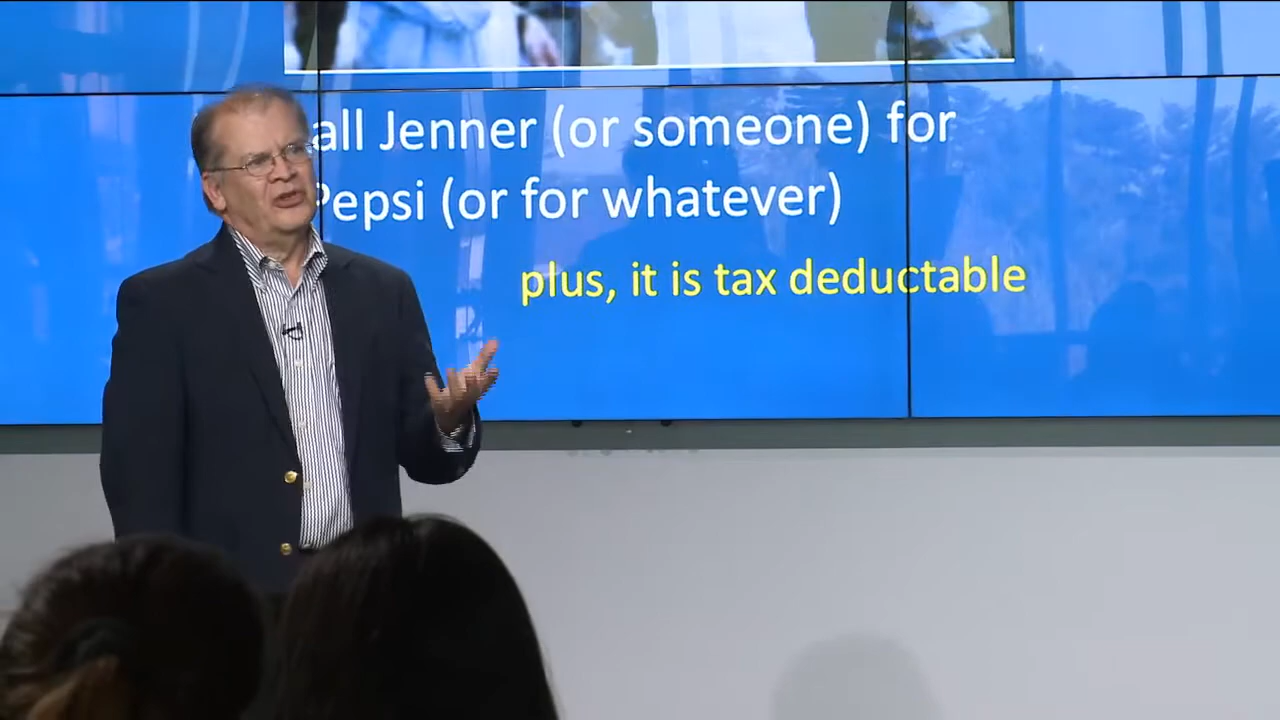 all Jenner (or someone) for
Pepsi (or for whatever)
plus, it is tax deductable